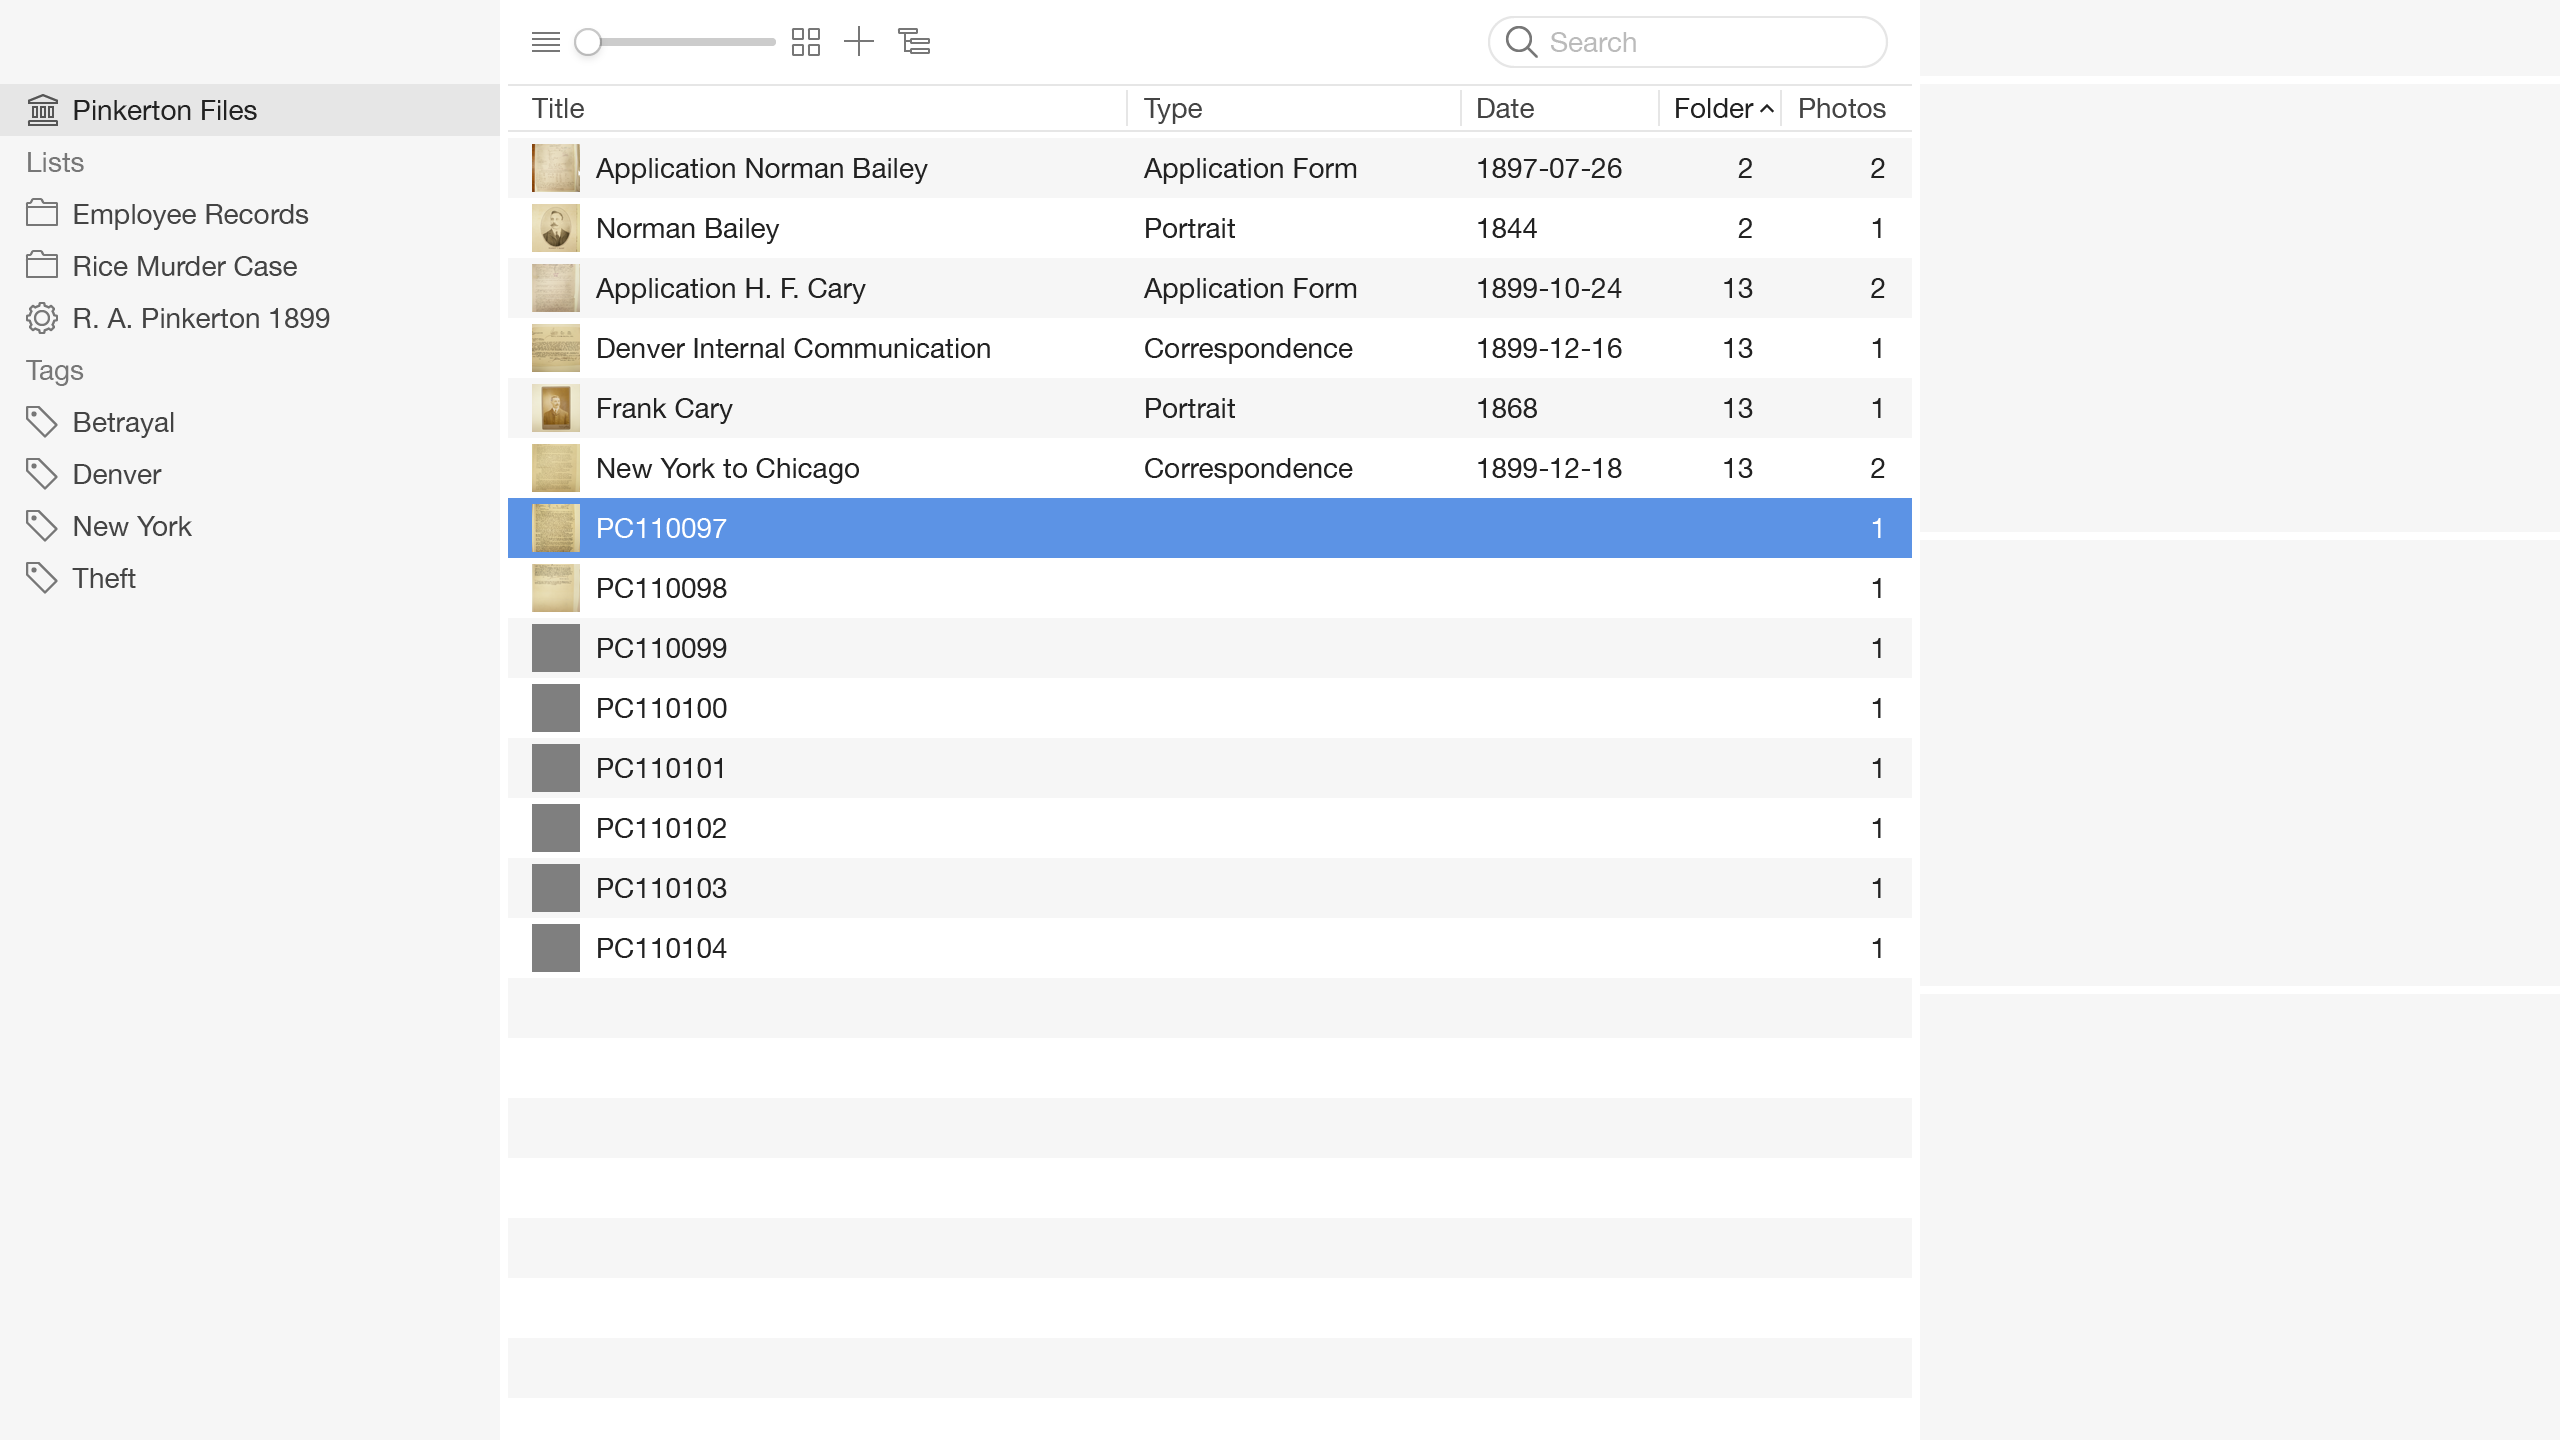 Search
Pinkerton Files
Lists
Employee Records
Rice Murder Case
R. A. Pinkerton 1899
Tags
Betrayal
Denver
New York
Theft
Title Type Date Folder Photos
Application Norman Bailey Application Form 1897-07-26 2 2
Norman Bailey Portrait 1844 2 1
Application H. F. Cary Application Form 1899-10-24 13 2
Denver Internal Communication Correspondence 1899-12-16 13 1
Frank Cary Portrait 1868 13 1
New York to Chicago Correspondence 1899-12-18 13 2
PC110097 1
PC110098 1
PC110099 1
PC110100 1
PC110101 1
PC110102 1
PC110103 1
PC110104 1